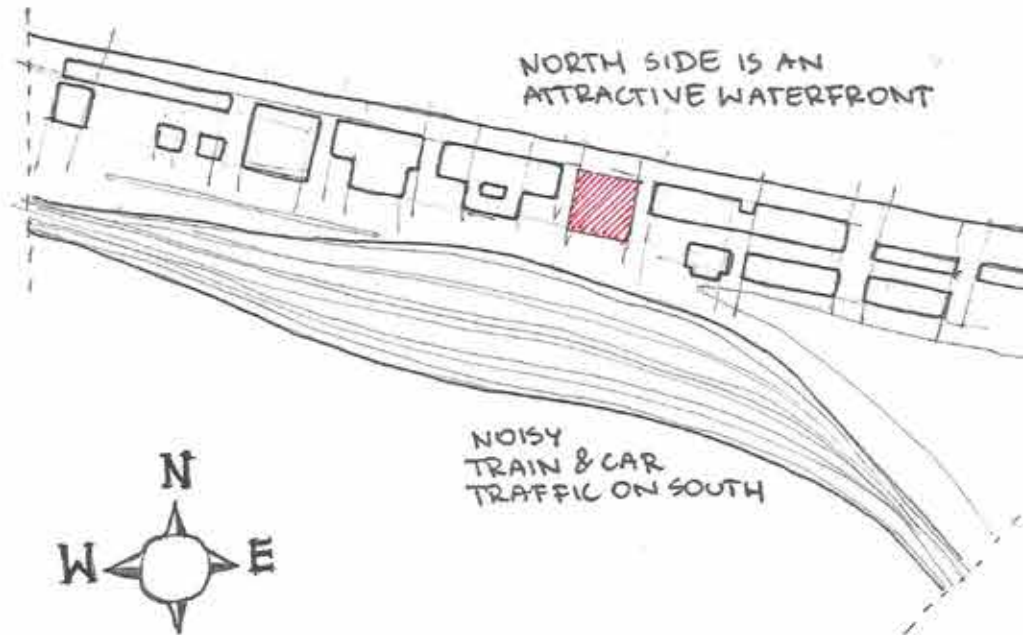 NORTH SIDE IS AN
ATTRACTIVE WATERFRONT
NOISY
TRAIN & CAR
TRAFFIC ON SOUTH
N
W E